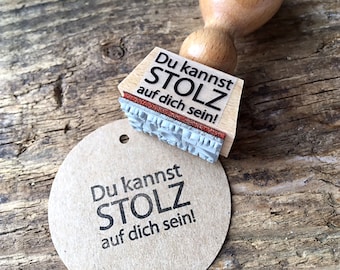 Du kannst
STOLZ
auf dich sein!
Du kannst
STOLZ
auf dich sein!